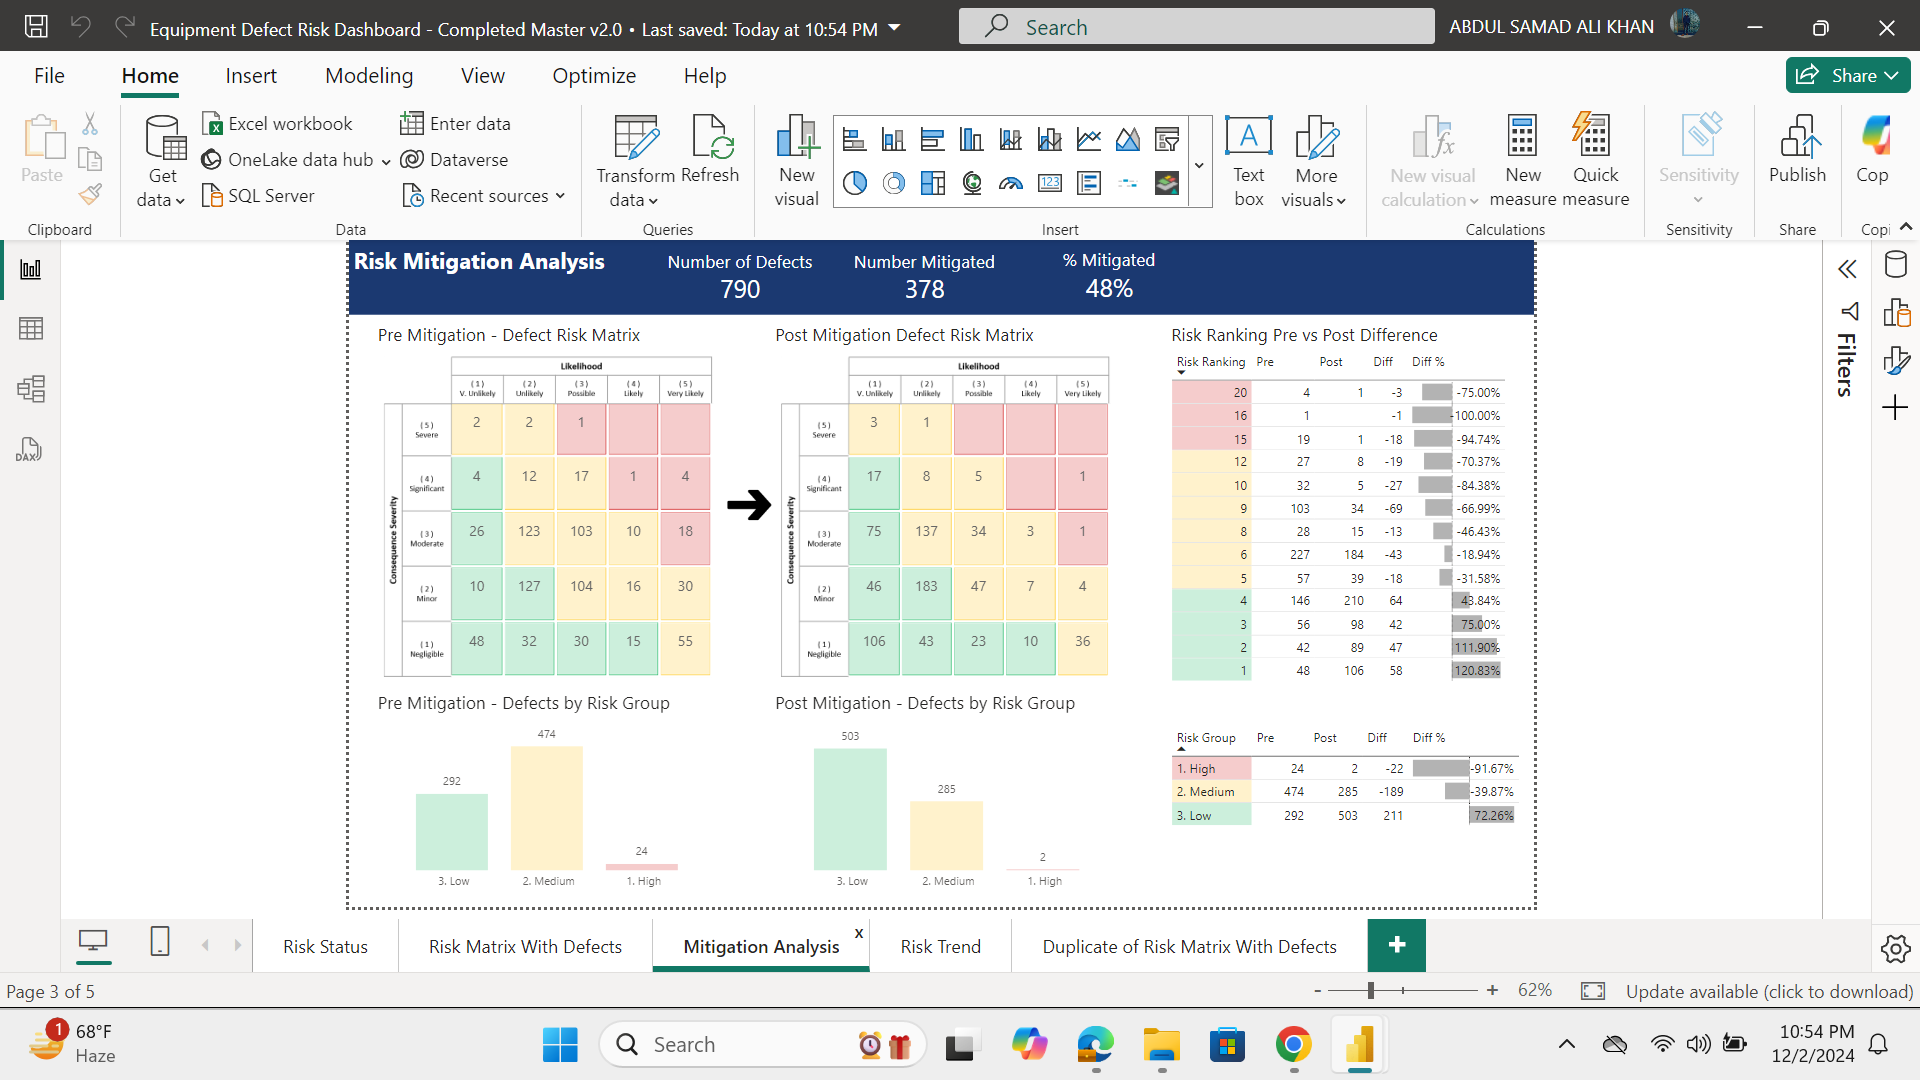 Equipment Defect Risk Dashboard - Completed Master v2.0 • Last saved: Today at 10:54 PM
Search
ABDUL SAMAD ALI KHAN
File Home Insert Modeling View Optimize Help
Share
Paste
Clipboard
Get data
Excel workbook
OneLake data hub
SQL Server
Enter data
Dataverse
Recent sources
Data
Transform data
Refresh
Queries
New visual
123
A
Text box
More visuals
Insert
New visual calculation
New measure
Quick measure
Calculations
Sensitivity
Sensitivity
Publish
Share
Cop
Copi
DAX
Filters
Risk Mitigation Analysis
Number of Defects
790
Number Mitigated
378
% Mitigated
48%
Pre Mitigation - Defect Risk Matrix
Likelihood
(1) V. Unlikely (2) Unlikely (3) Possible (4) Likely (5) Very Likely
Consequence Severity
(5) Severe 2 2 1
(4) Significant 4 12 17 1 4
(3) Moderate 26 123 103 10 18
(2) Minor 10 127 104 16 30
(1) Negligible 48 32 30 15 55
Post Mitigation Defect Risk Matrix
Likelihood
(1) V. Unlikely (2) Unlikely (3) Possible (4) Likely (5) Very Likely
Consequence Severity
(5) Severe 3 1
(4) Significant 17 8 5 1
(3) Moderate 75 137 34 3 1
(2) Minor 46 183 47 7 4
(1) Negligible 106 43 23 10 36
Risk Ranking Pre vs Post Difference
Risk Ranking Pre Post Diff Diff %
20 4 1 -3 -75.00%
16 1 -1 -100.00%
15 19 1 -18 -94.74%
12 27 8 -19 -70.37%
10 32 5 -27 -84.38%
9 103 34 -69 -66.99%
8 28 15 -13 -46.43%
6 227 184 -43 -18.94%
5 57 39 -18 -31.58%
4 146 210 64 43.84%
3 56 98 42 75.00%
2 42 89 47 111.90%
1 48 106 58 120.83%
Pre Mitigation - Defects by Risk Group
292 474 24
3. Low 2. Medium 1. High
Post Mitigation - Defects by Risk Group
503 285 2
3. Low 2. Medium 1. High
Risk Group Pre Post Diff Diff %
1. High 24 2 -22 -91.67%
2. Medium 474 285 -189 -39.87%
3. Low 292 503 211 72.26%
Risk Status
Risk Matrix With Defects
Mitigation Analysis x
Risk Trend
Duplicate of Risk Matrix With Defects
+
Page 3 of 5
- + 62%
Update available (click to download)
1
68°F
Haze
Search
10:54 PM
12/2/2024